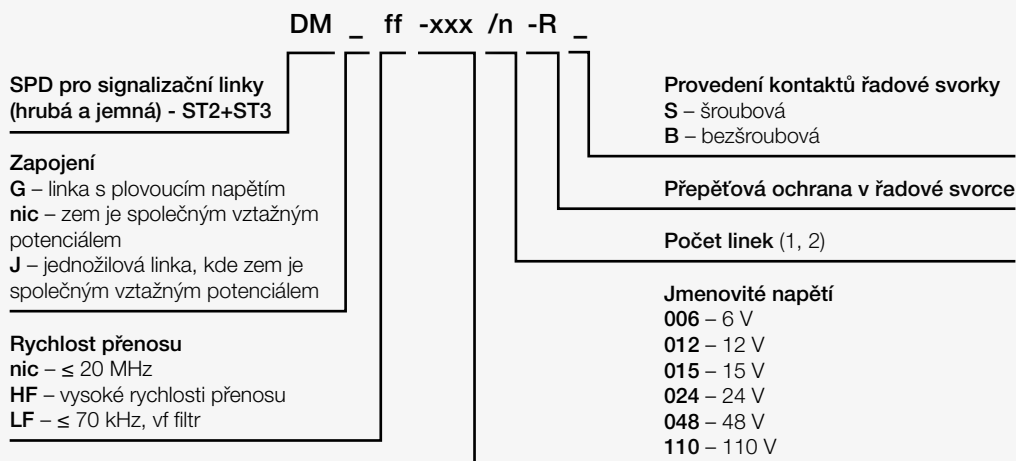 DM _ ff -xxx /n -R _
SPD pro signalizační linky
(hrubá a jemná) - ST2+ST3
Zapojení
G – linka s plovoucím napětím
nic – zem je společným vztažným
potenciálem
J – jednožilová linka, kde zem je
společným vztažným potenciálem
Rychlost přenosu
nic – ≤ 20 MHz
HF – vysoké rychlosti přenosu
LF – ≤ 70 kHz, vf filtr
Provedení kontaktů řadové svorky
S – šroubová
B – bezšroubová
Přepěťová ochrana v řadové svorce
Počet linek (1, 2)
Jmenovité napětí
006 – 6 V
012 – 12 V
015 – 15 V
024 – 24 V
048 – 48 V
110 – 110 V